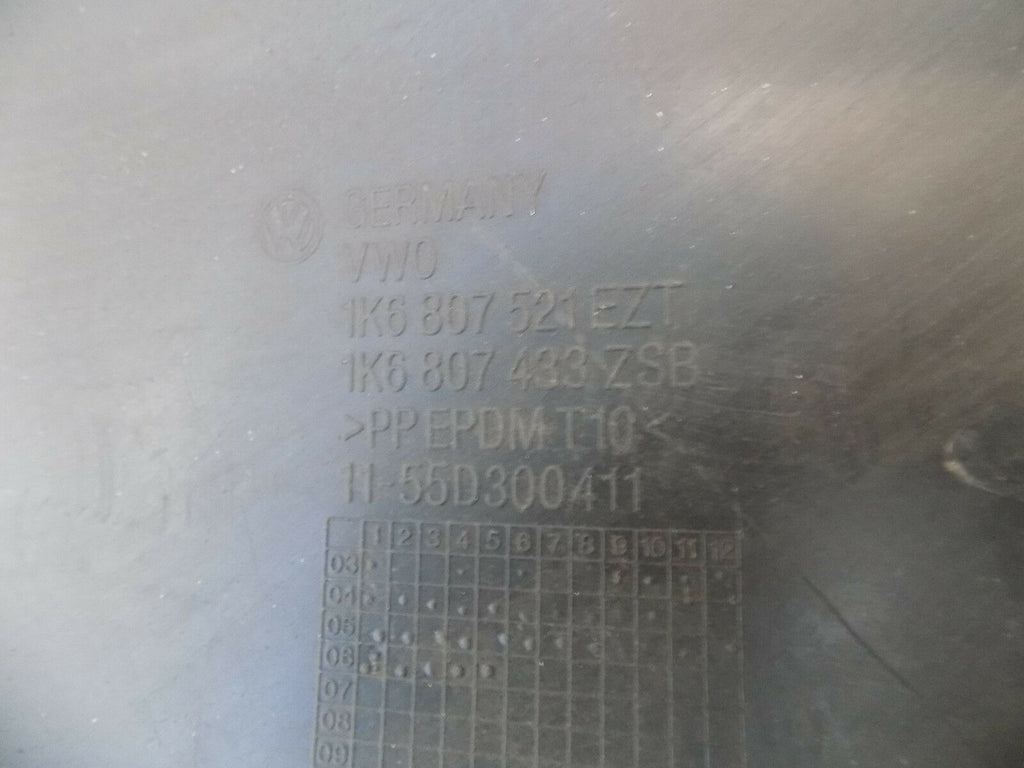 GERMANY
VWO
1K6 807 521 EZT
1K6 807 433 ZSB
>PP EPDM T10<
11-55D300411
1 2 3 4 5 6 7 8 9 10 11 12
03
04
05
06
07
08
09